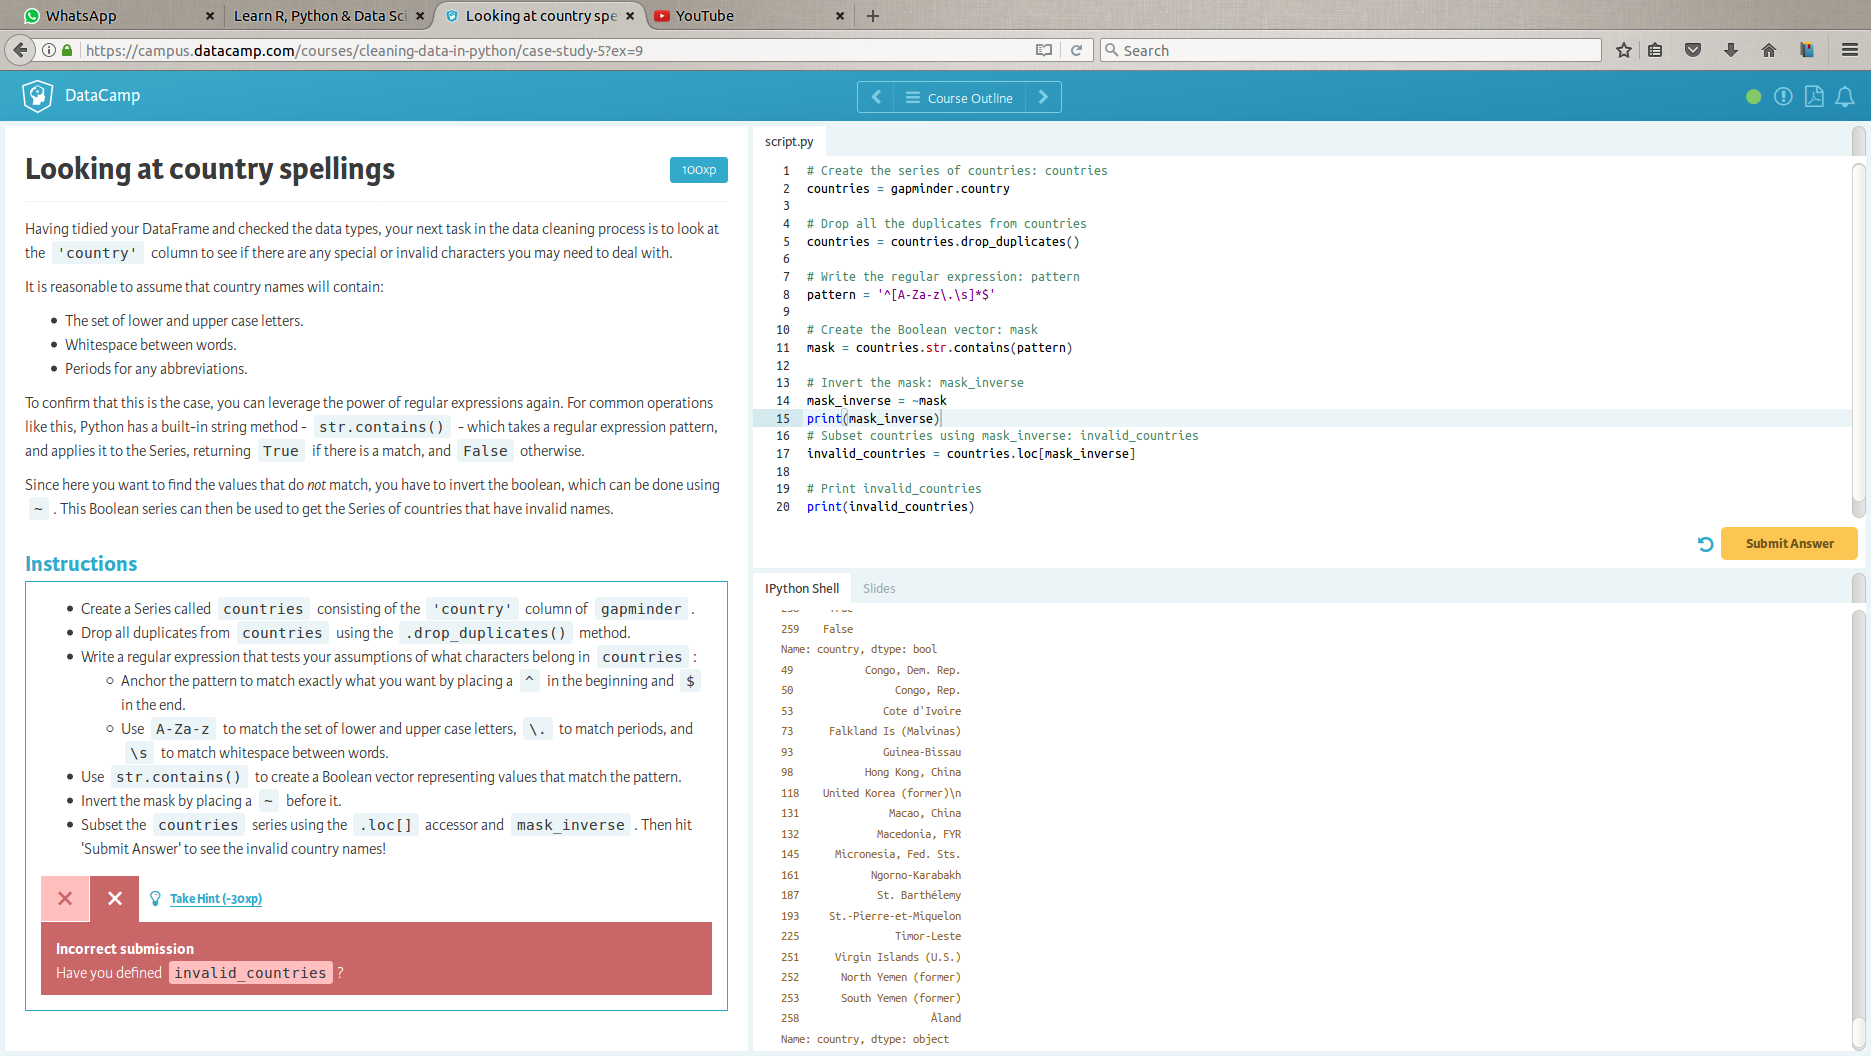 WhatsApp
Learn R, Python & Data Sci
Looking at country spe
YouTube
https://campus.datacamp.com/courses/cleaning-data-in-python/case-study-5?ex=9
Search
DataCamp
Course Outline
Looking at country spellings
100xp
Having tidied your DataFrame and checked the data types, your next task in the data cleaning process is to look at
the 'country' column to see if there are any special or invalid characters you may need to deal with.
It is reasonable to assume that country names will contain:
• The set of lower and upper case letters.
• Whitespace between words.
• Periods for any abbreviations.
To confirm that this is the case, you can leverage the power of regular expressions again. For common operations
like this, Python has a built-in string method - str.contains() - which takes a regular expression pattern,
and applies it to the Series, returning True if there is a match, and False otherwise.
Since here you want to find the values that do not match, you have to invert the boolean, which can be done using
~ . This Boolean series can then be used to get the Series of countries that have invalid names.
Instructions
• Create a Series called countries consisting of the 'country' column of gapminder .
• Drop all duplicates from countries using the .drop_duplicates() method.
• Write a regular expression that tests your assumptions of what characters belong in countries :
○ Anchor the pattern to match exactly what you want by placing a ^ in the beginning and $
in the end.
○ Use A-Za-z to match the set of lower and upper case letters, \. to match periods, and
\s to match whitespace between words.
• Use str.contains() to create a Boolean vector representing values that match the pattern.
• Invert the mask by placing a ~ before it.
• Subset the countries series using the .loc[] accessor and mask_inverse . Then hit
'Submit Answer' to see the invalid country names!
Take Hint (-30xp)
Incorrect submission
Have you defined invalid_countries ?
script.py
1 # Create the series of countries: countries
2 countries = gapminder.country
3
4 # Drop all the duplicates from countries
5 countries = countries.drop_duplicates()
6
7 # Write the regular expression: pattern
8 pattern = '^[A-Za-z\.\s]*$'
9
10 # Create the Boolean vector: mask
11 mask = countries.str.contains(pattern)
12
13 # Invert the mask: mask_inverse
14 mask_inverse = ~mask
15 print(mask_inverse)
16 # Subset countries using mask_inverse: invalid_countries
17 invalid_countries = countries.loc[mask_inverse]
18
19 # Print invalid_countries
20 print(invalid_countries)
Submit Answer
IPython Shell
Slides
259 False
Name: country, dtype: bool
49 Congo, Dem. Rep.
50 Congo, Rep.
53 Cote d'Ivoire
73 Falkland Is (Malvinas)
93 Guinea-Bissau
98 Hong Kong, China
118 United Korea (former)\n
131 Macao, China
132 Macedonia, FYR
145 Micronesia, Fed. Sts.
161 Ngorno-Karabakh
187 St. Barthélemy
193 St.-Pierre-et-Miquelon
225 Timor-Leste
251 Virgin Islands (U.S.)
252 North Yemen (former)
253 South Yemen (former)
258 Åland
Name: country, dtype: object